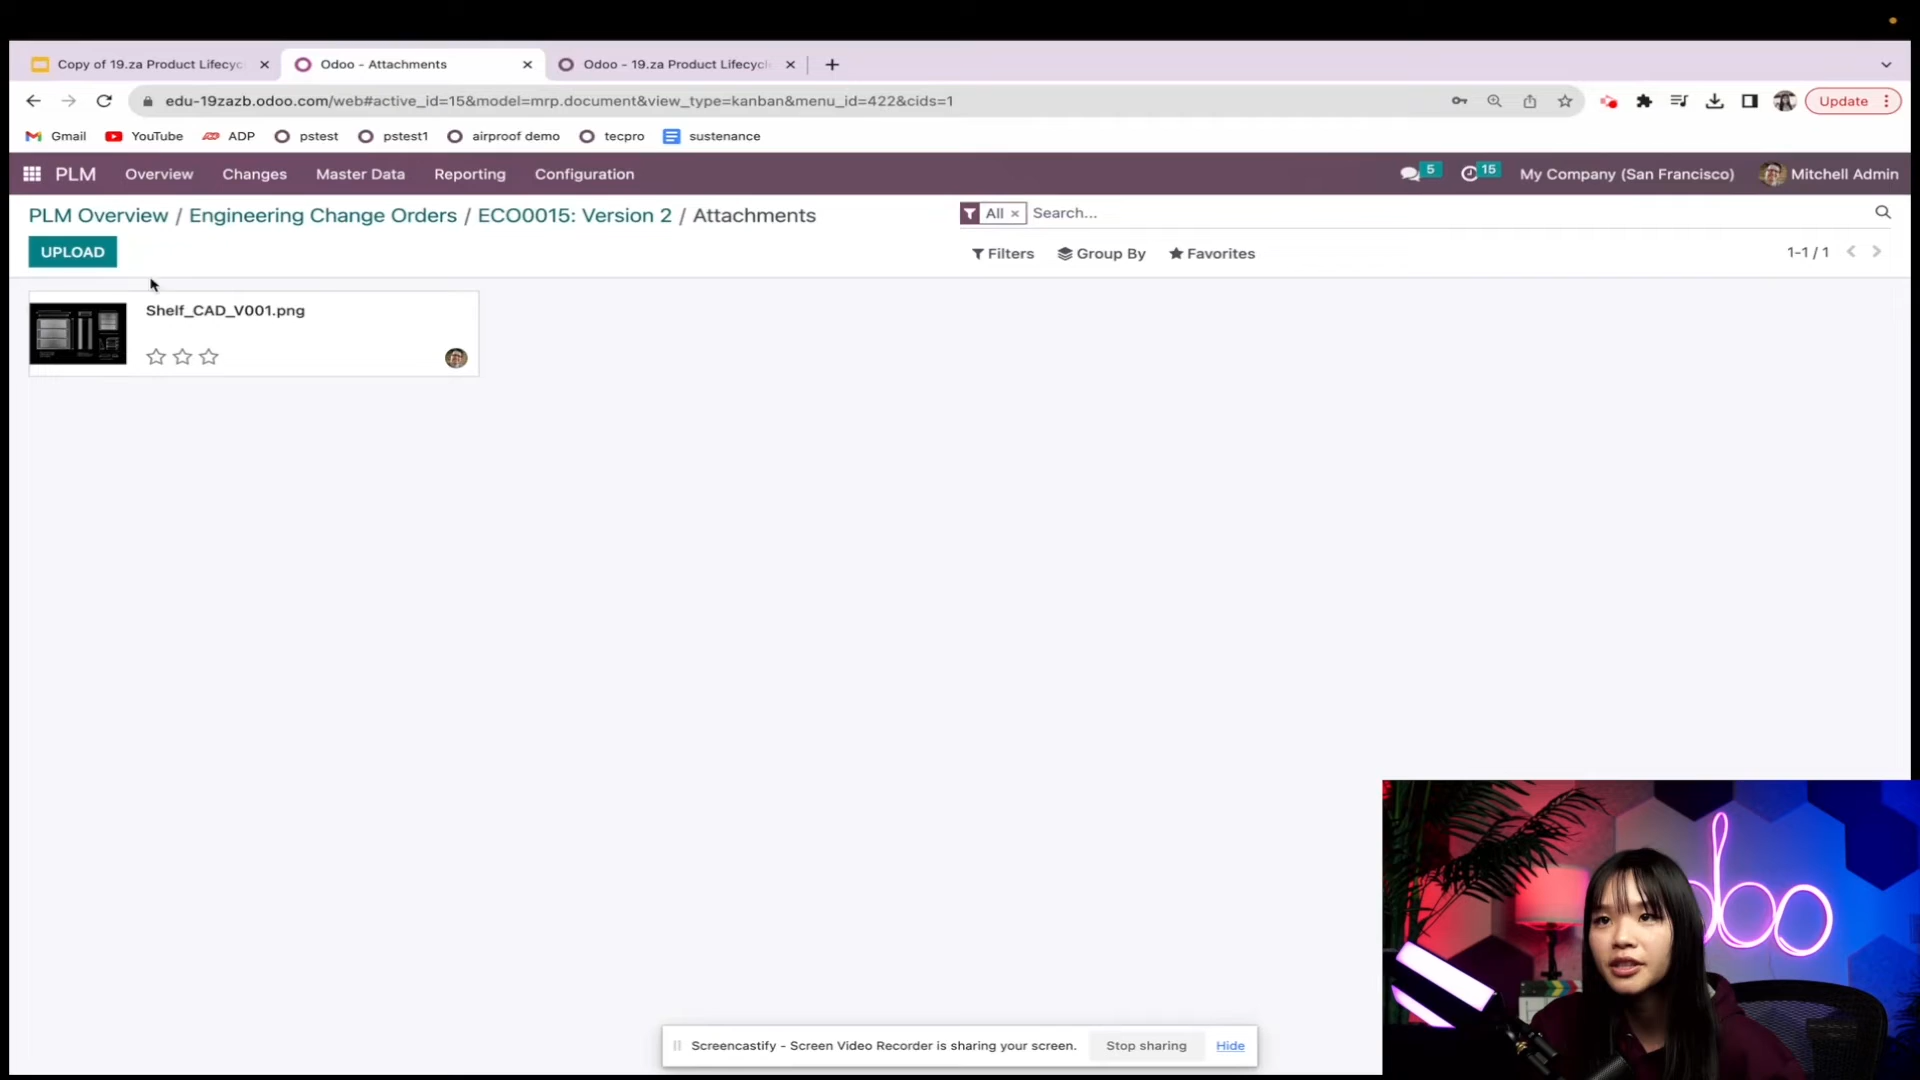 Copy of 19.za Product Lifecyc
Odoo - Attachments
Odoo - 19.za Product Lifecycl
edu-19zazb.odoo.com/web#active_id=15&model=mrp.document&view_type=kanban&menu_id=422&cids=1
Update
Gmail YouTube ADP pstest pstest1 airproof demo tecpro sustenance
PLM Overview Changes Master Data Reporting Configuration 5 15 My Company (San Francisco) Mitchell Admin
PLM Overview / Engineering Change Orders / ECO0015: Version 2 / Attachments
All × Search...
UPLOAD
Filters Group By Favorites
1-1 / 1
Shelf_CAD_V001.png
odoo
Screencastify - Screen Video Recorder is sharing your screen. Stop sharing Hide